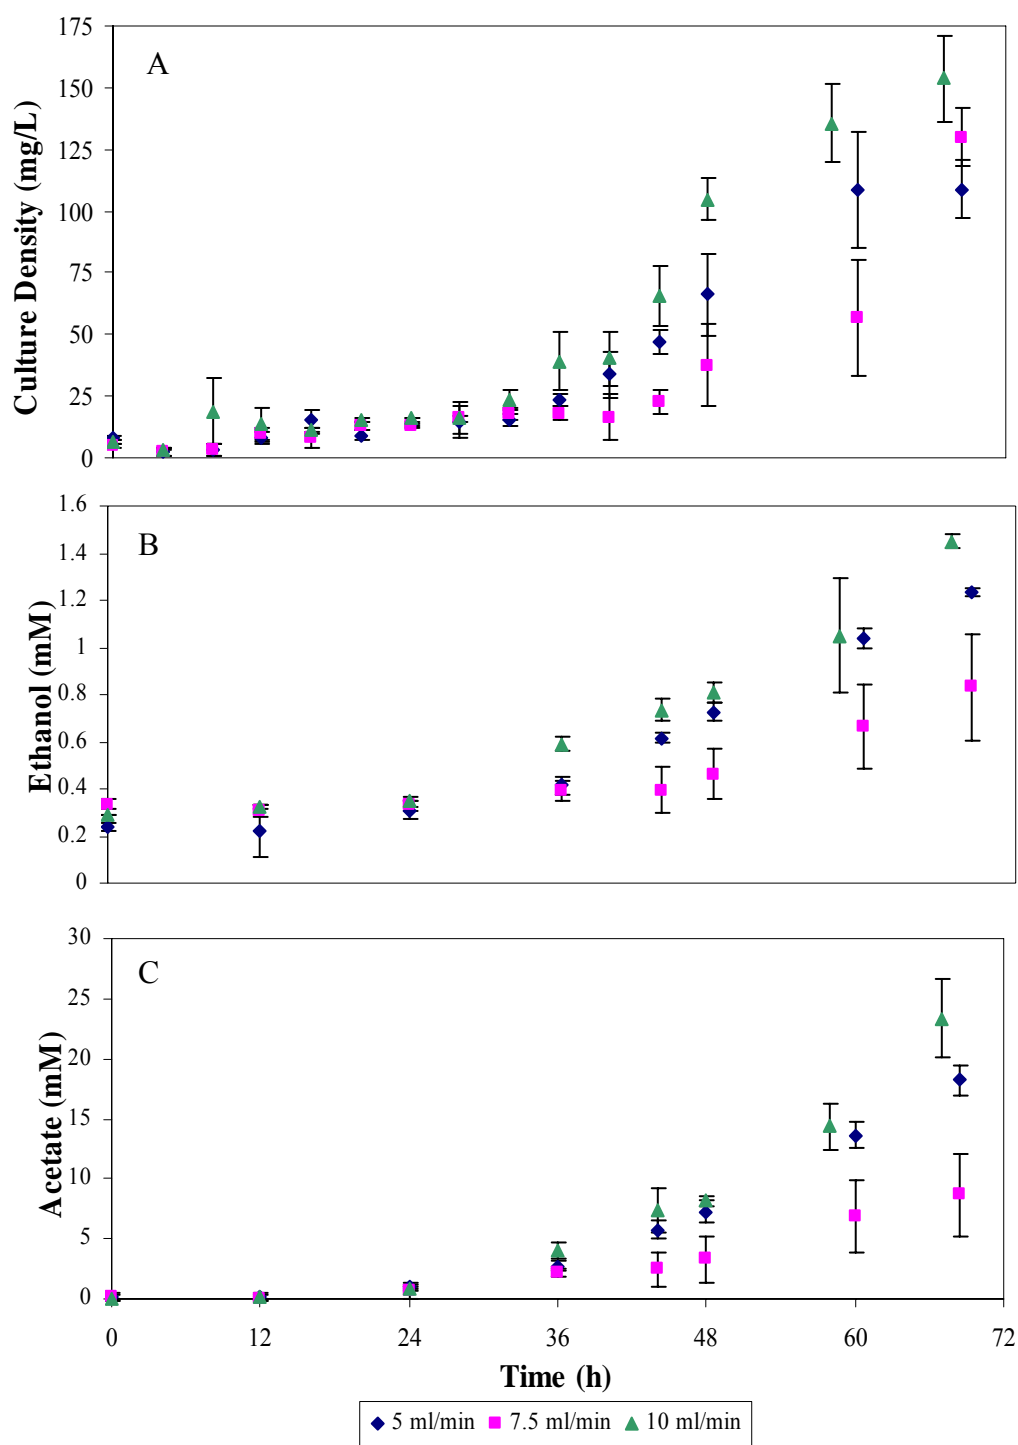 175
150
125
100
75
50
25
0
A
Culture Density (mg/L)
1.6
1.4
1.2
1
0.8
0.6
0.4
0.2
0
B
Ethanol (mM)
30
25
20
15
10
5
0
C
Acetate (mM)
0 12 24 36 48 60 72
Time (h)
5 ml/min 7.5 ml/min 10 ml/min